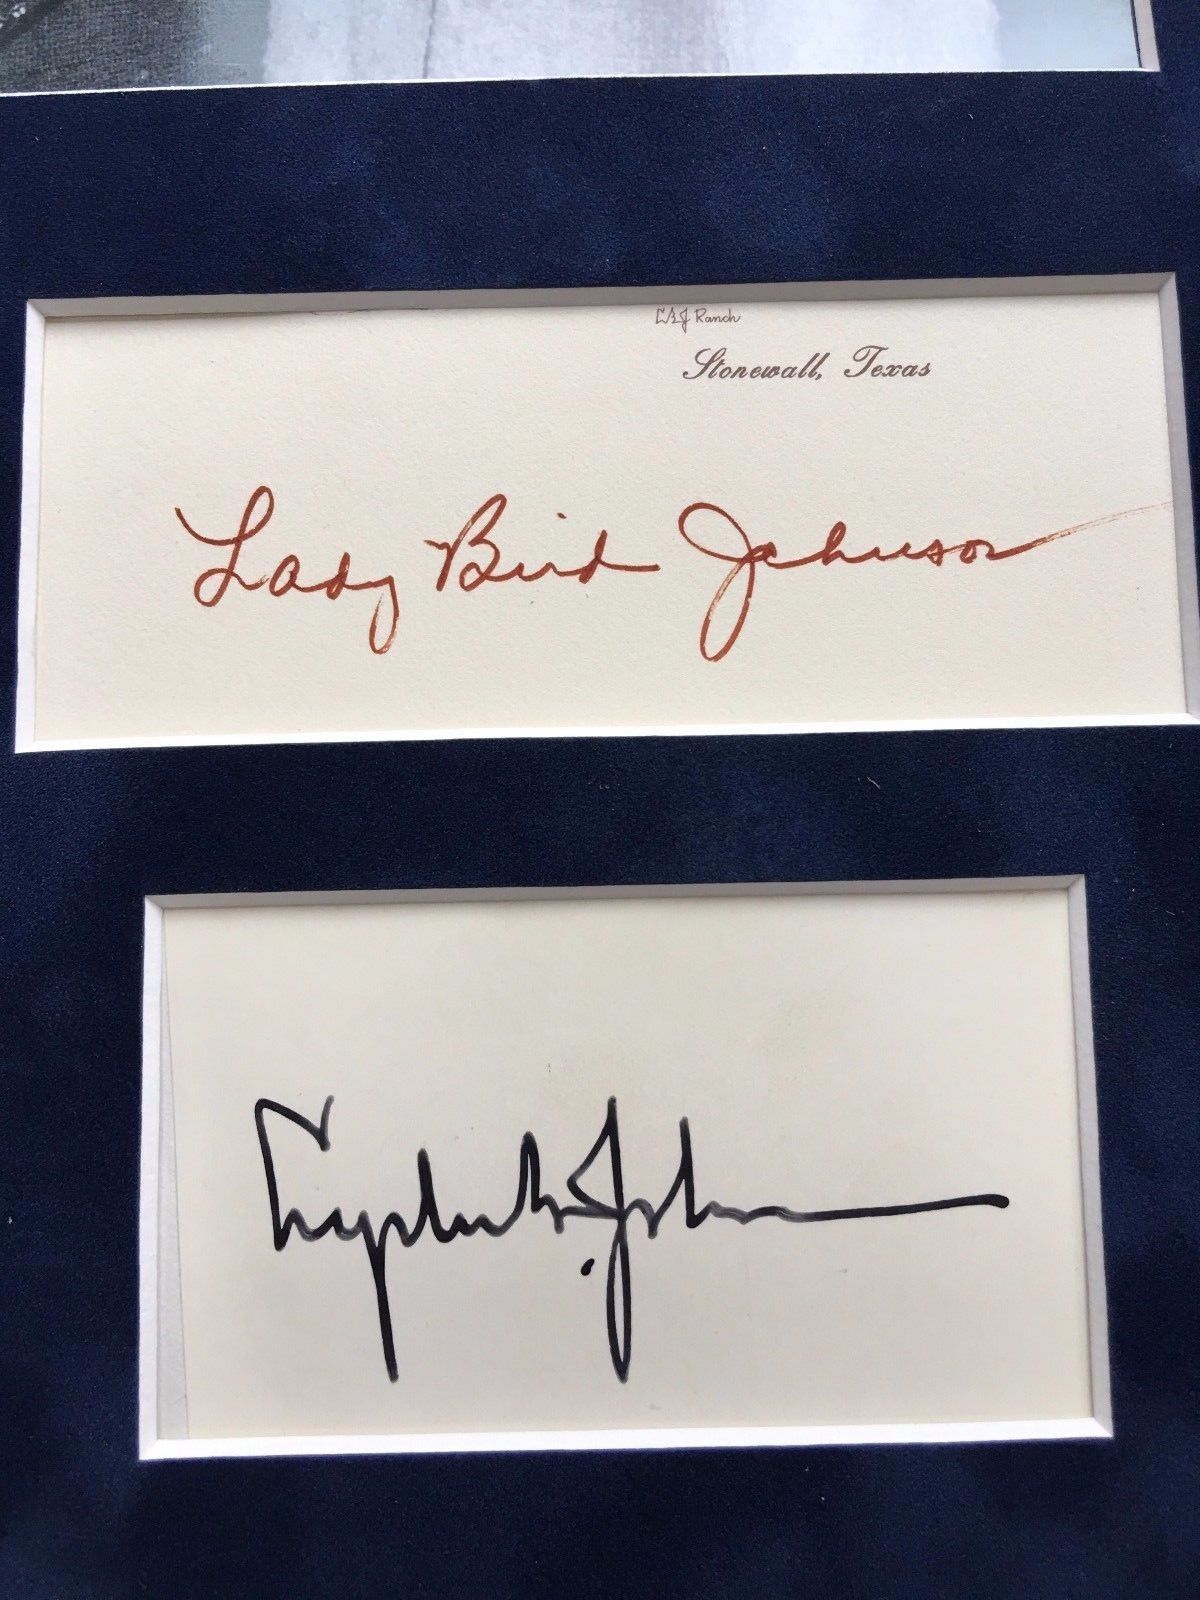 LBJ Ranch
Stonewall, Texas
Lady Bird Johnson
Lyndon B. Johnson